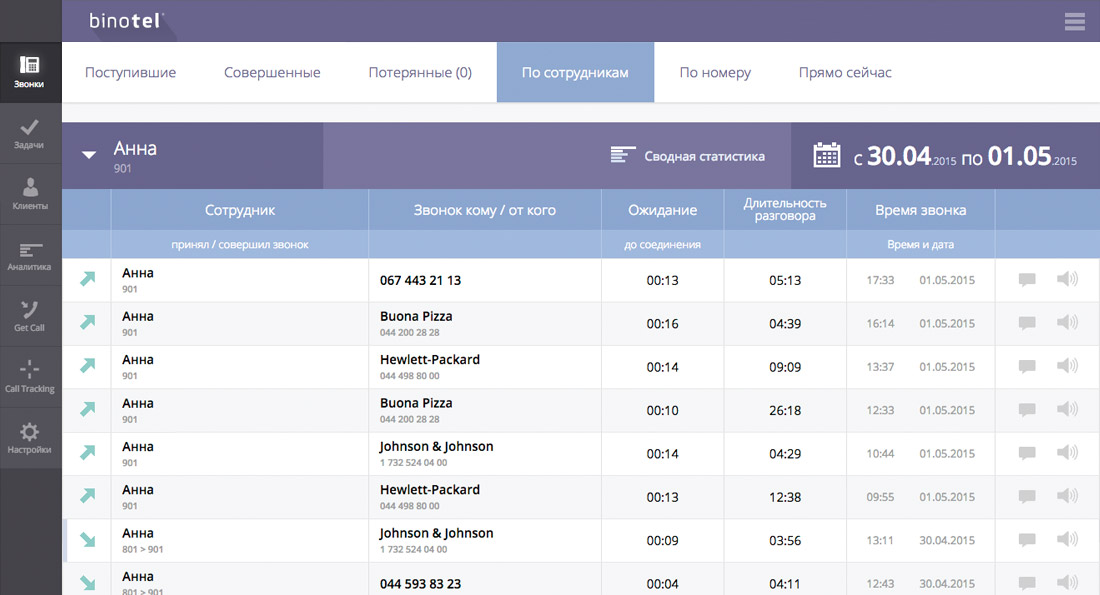 binotel
Звонки
Задачи
Клиенты
Аналитика
Get Call
Call Tracking
Настройки
Поступившие Совершенные Потерянные (0) По сотрудникам По номеру Прямо сейчас
Анна
901
Сводная статистика
с 30.04.2015 по 01.05.2015
Сотрудник Звонок кому / от кого Ожидание Длительность разговора Время звонка
принял / совершил звонок до соединения Время и дата
Анна 067 443 21 13 00:13 05:13 17:33 01.05.2015
901
Анна Buona Pizza 00:16 04:39 16:14 01.05.2015
901 044 200 28 28
Анна Hewlett-Packard 00:14 09:09 13:37 01.05.2015
901 044 498 80 00
Анна Buona Pizza 00:10 26:18 12:33 01.05.2015
901 044 200 28 28
Анна Johnson & Johnson 00:14 04:29 10:44 01.05.2015
901 1 732 524 04 00
Анна Hewlett-Packard 00:13 12:38 09:55 01.05.2015
901 044 498 80 00
Анна Johnson & Johnson 00:09 03:56 13:11 30.04.2015
801 > 901 1 732 524 04 00
Анна 044 593 83 23 00:04 04:11 12:43 30.04.2015
801 > 901